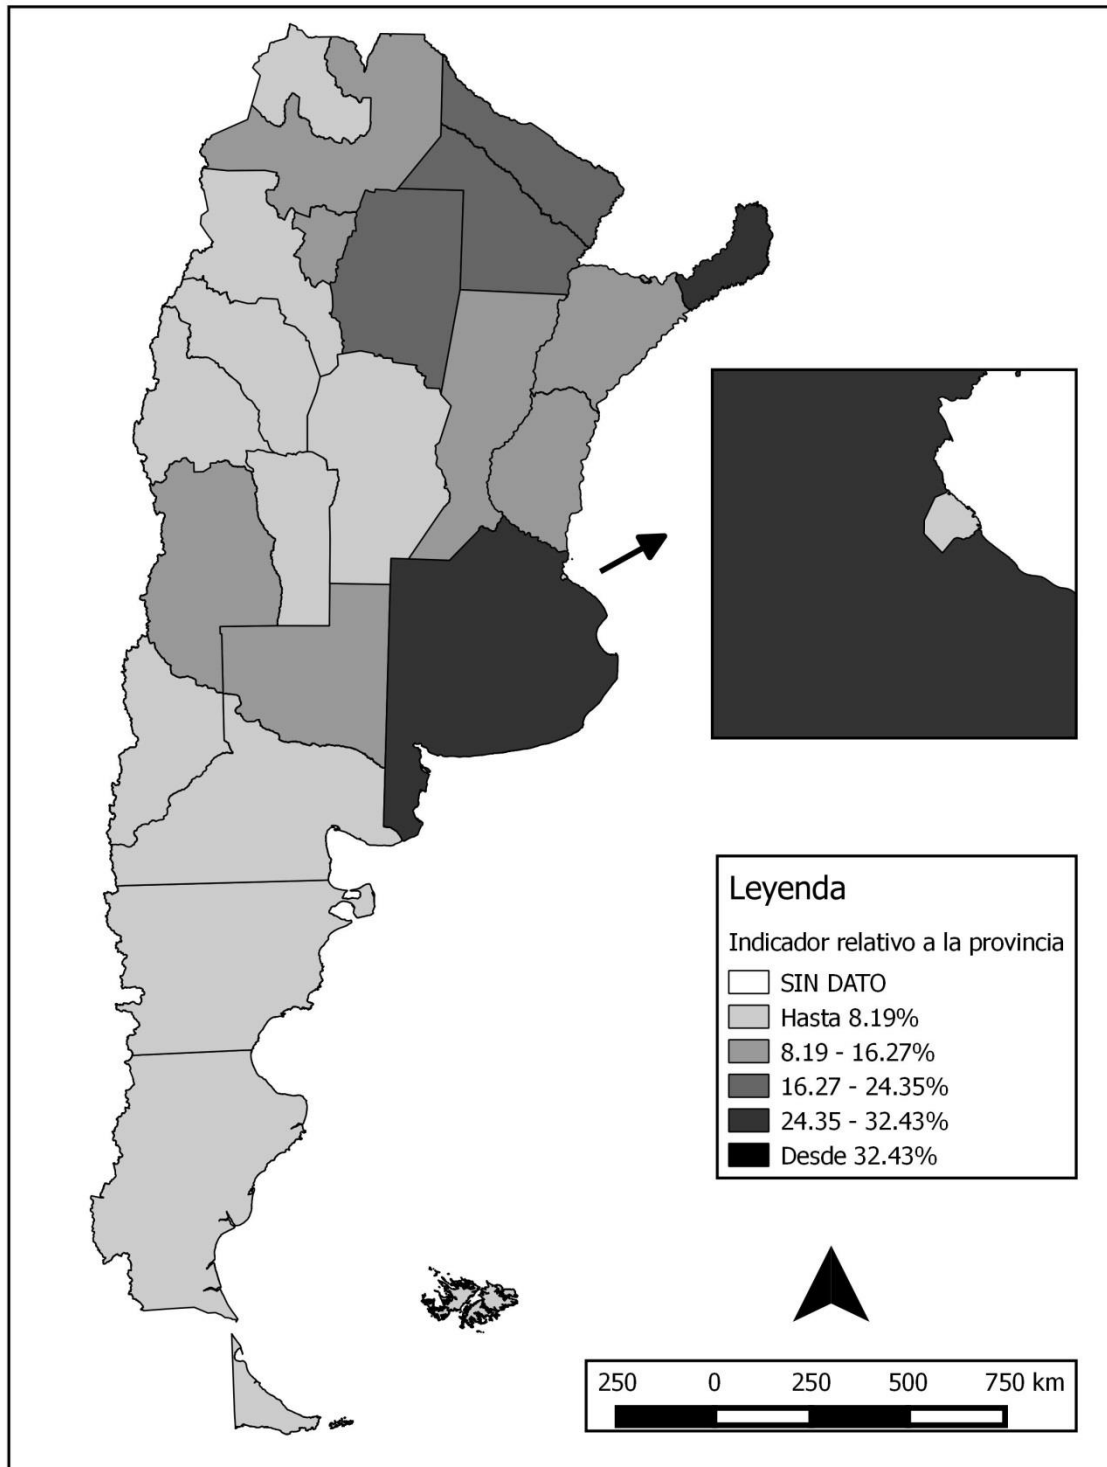 Leyenda
Indicador relativo a la provincia
SIN DATO
Hasta 8.19%
8.19 - 16.27%
16.27 - 24.35%
24.35 - 32.43%
Desde 32.43%
250 0 250 500 750 km